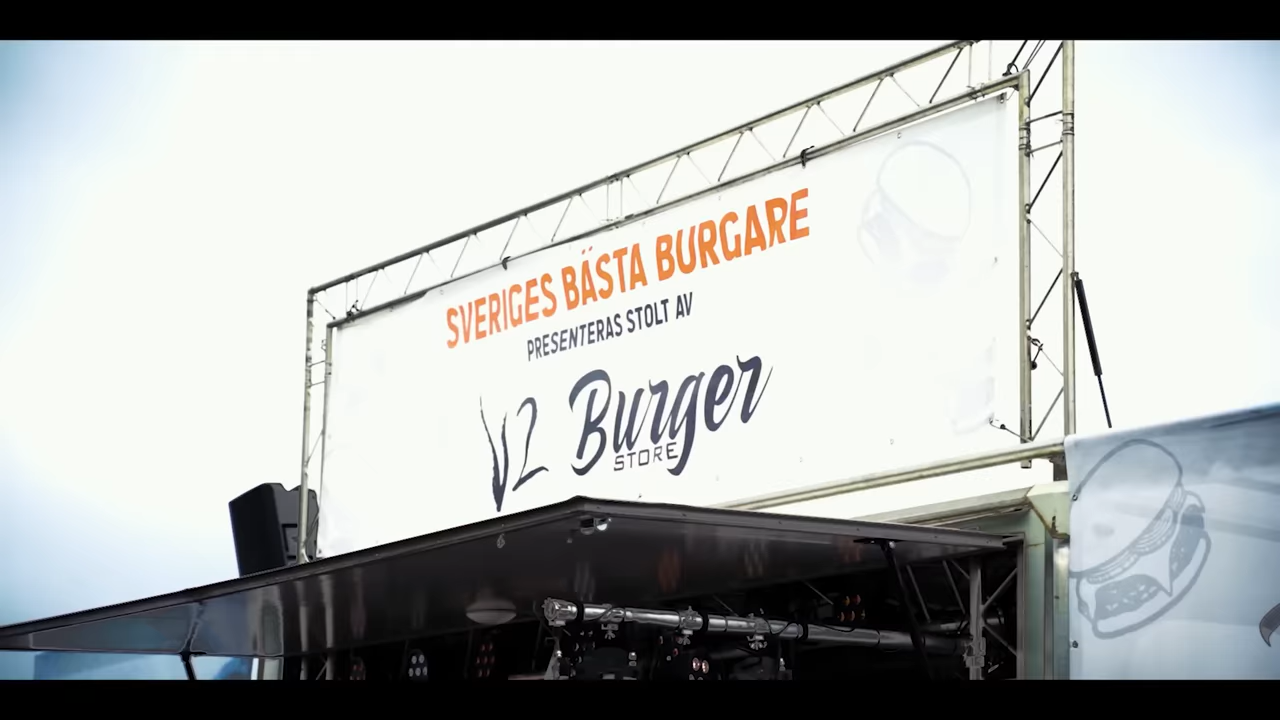 SVERIGES BÄSTA BURGARE
PRESENTERAS STOLT AV
V2 Burger
STORE